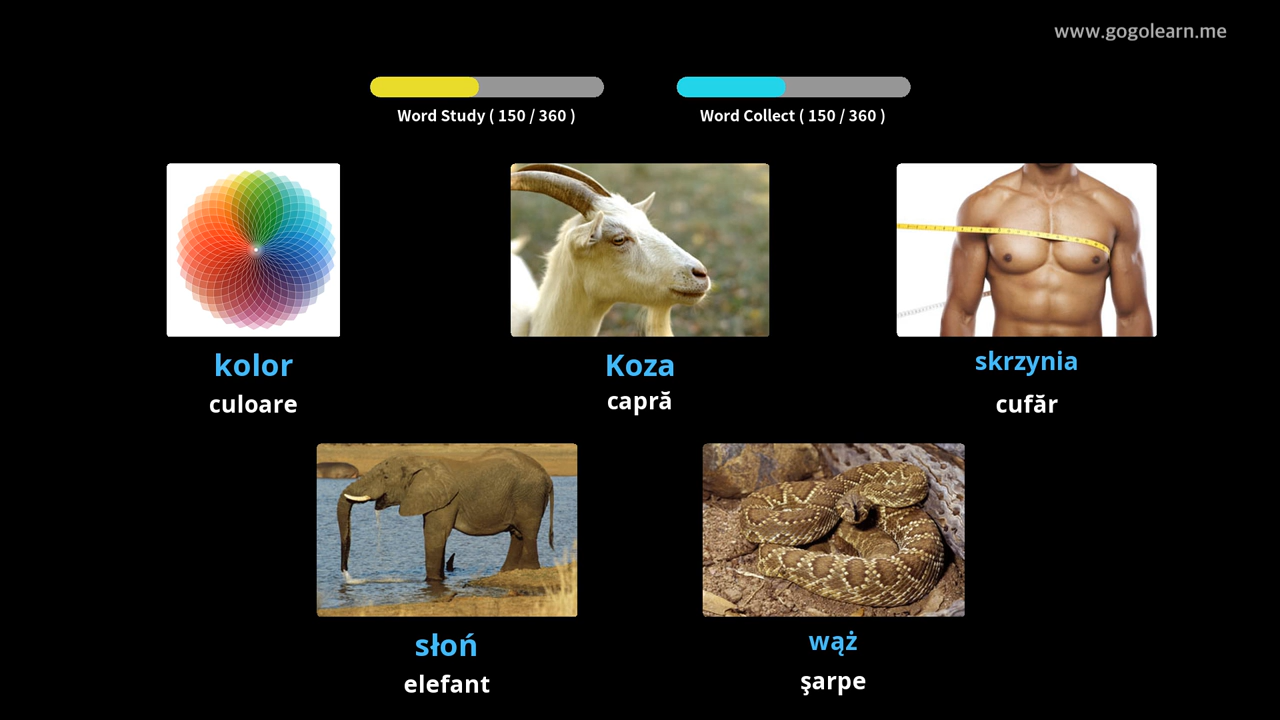 www.gogolearn.me
Word Study ( 150 / 360 )
Word Collect ( 150 / 360 )
kolor
culoare
Koza
capră
skrzynia
cufăr
słoń
elefant
wąż
şarpe